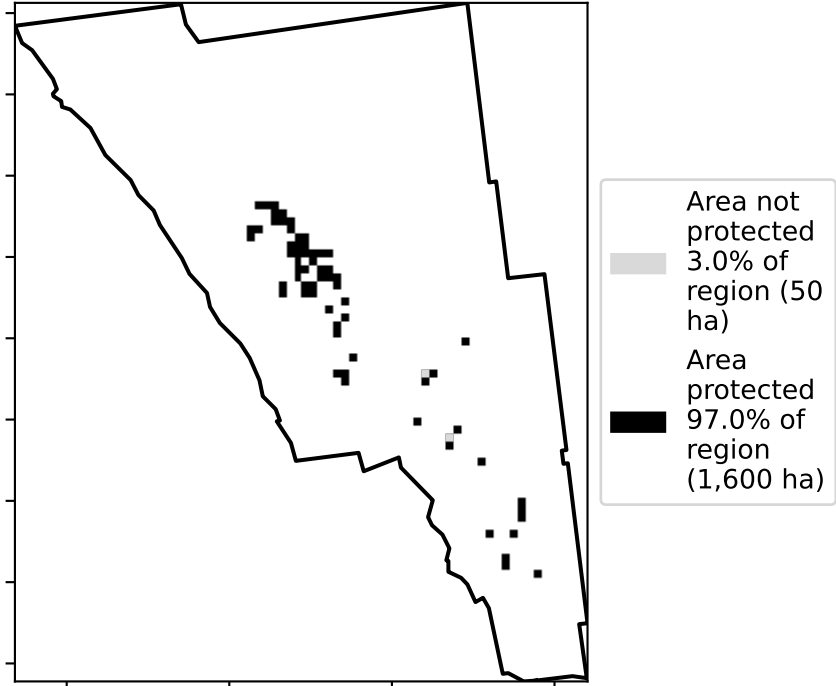 Area not
protected
3.0% of
region (50
ha)
Area
protected
97.0% of
region
(1,600 ha)